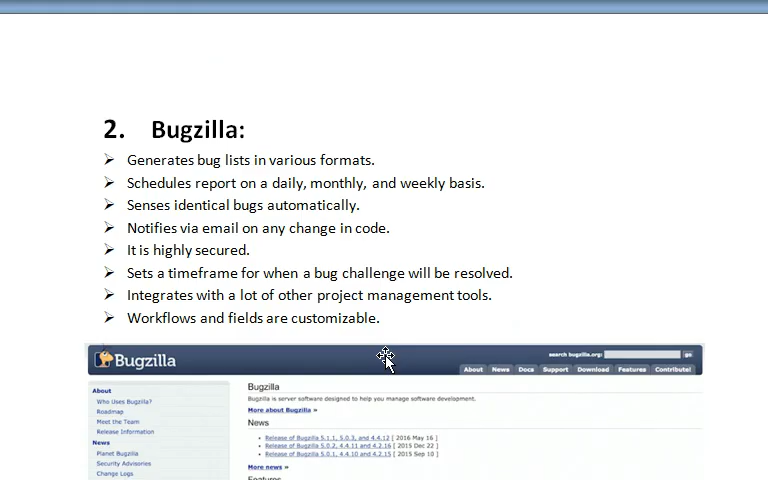 2. Bugzilla:
➢ Generates bug lists in various formats.
➢ Schedules report on a daily, monthly, and weekly basis.
➢ Senses identical bugs automatically.
➢ Notifies via email on any change in code.
➢ It is highly secured.
➢ Sets a timeframe for when a bug challenge will be resolved.
➢ Integrates with a lot of other project management tools.
➢ Workflows and fields are customizable.
Bugzilla
search bugzilla.org: go
About News Docs Support Download Features Contribute!
About
Who Uses Bugzilla?
Roadmap
Meet the Team
Release Information
News
Planet Bugzilla
Security Advisories
Change Logs
Bugzilla
Bugzilla is server software designed to help you manage software development.
More about Bugzilla »
News
• Release of Bugzilla 5.1.1, 5.0.3, and 4.4.12 [ 2016 May 16 ]
• Release of Bugzilla 5.0.2, 4.4.11 and 4.2.16 [ 2015 Dec 22 ]
• Release of Bugzilla 5.0.1, 4.4.10 and 4.2.15 [ 2015 Sep 10 ]
More news »
Features